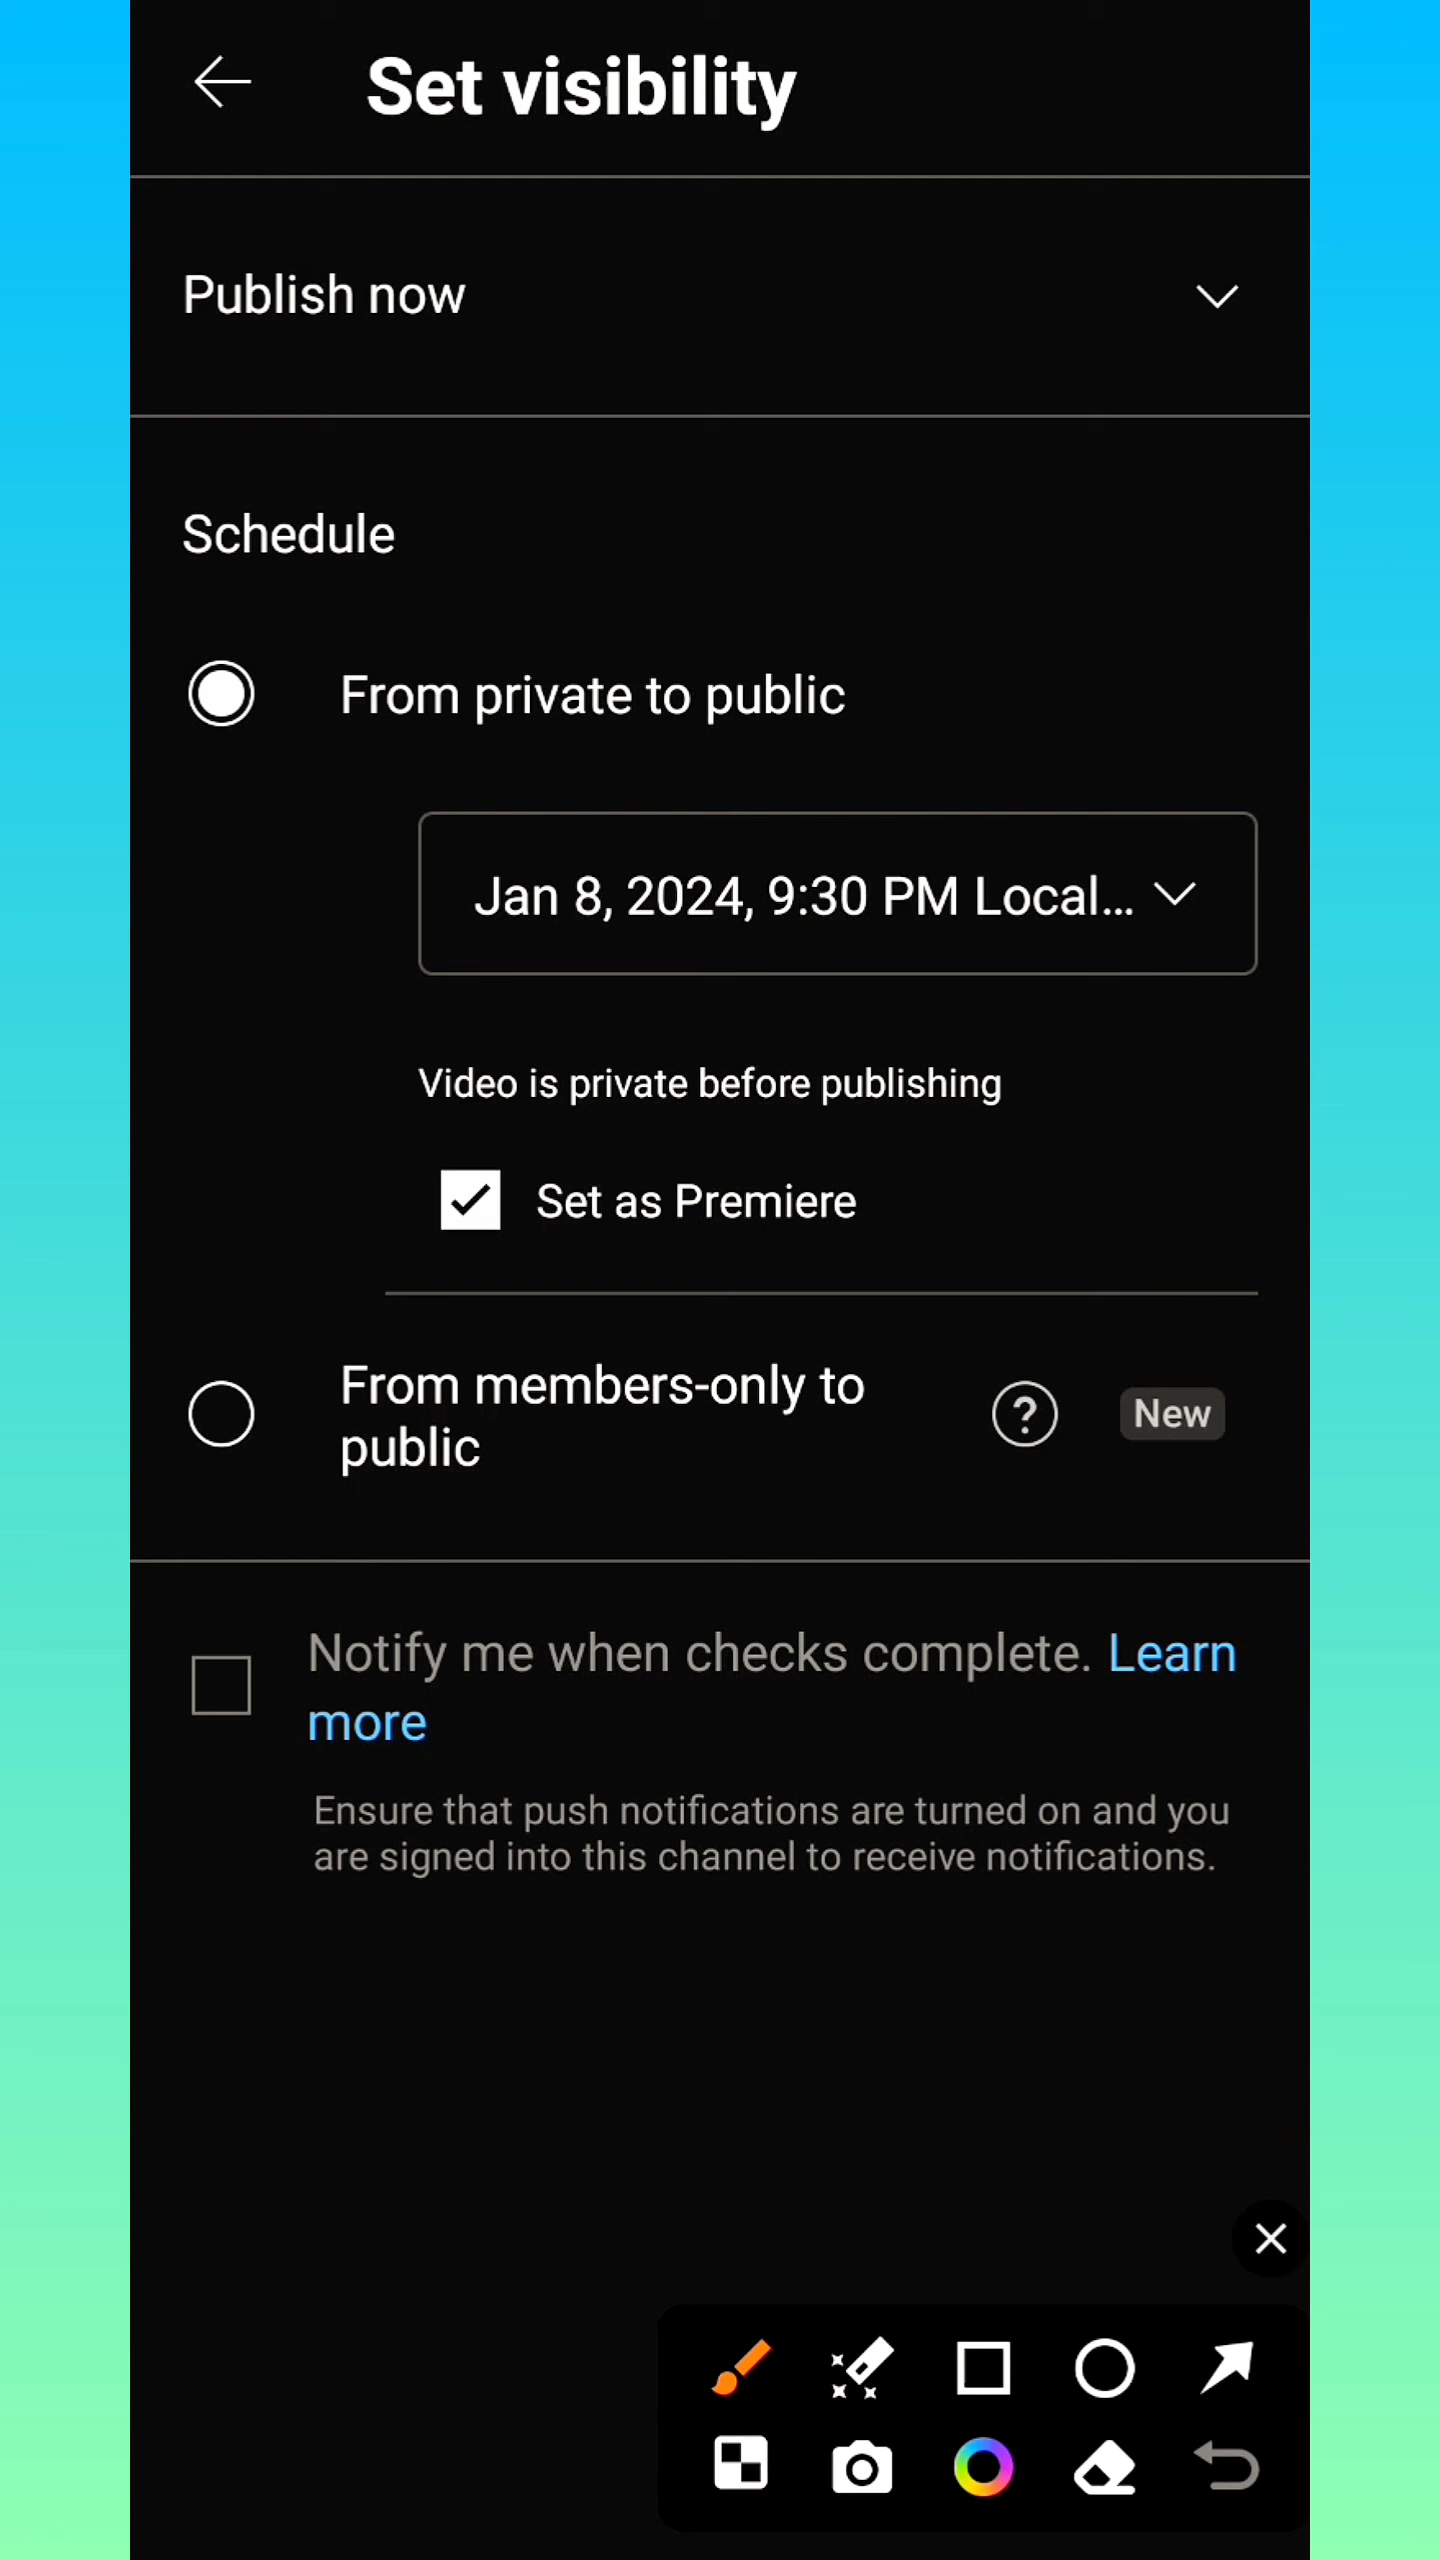 Set visibility
Publish now
Schedule
From private to public
Jan 8, 2024, 9:30 PM Local...
Video is private before publishing
Set as Premiere
From members-only to
public
New
Notify me when checks complete. Learn
more
Ensure that push notifications are turned on and you
are signed into this channel to receive notifications.